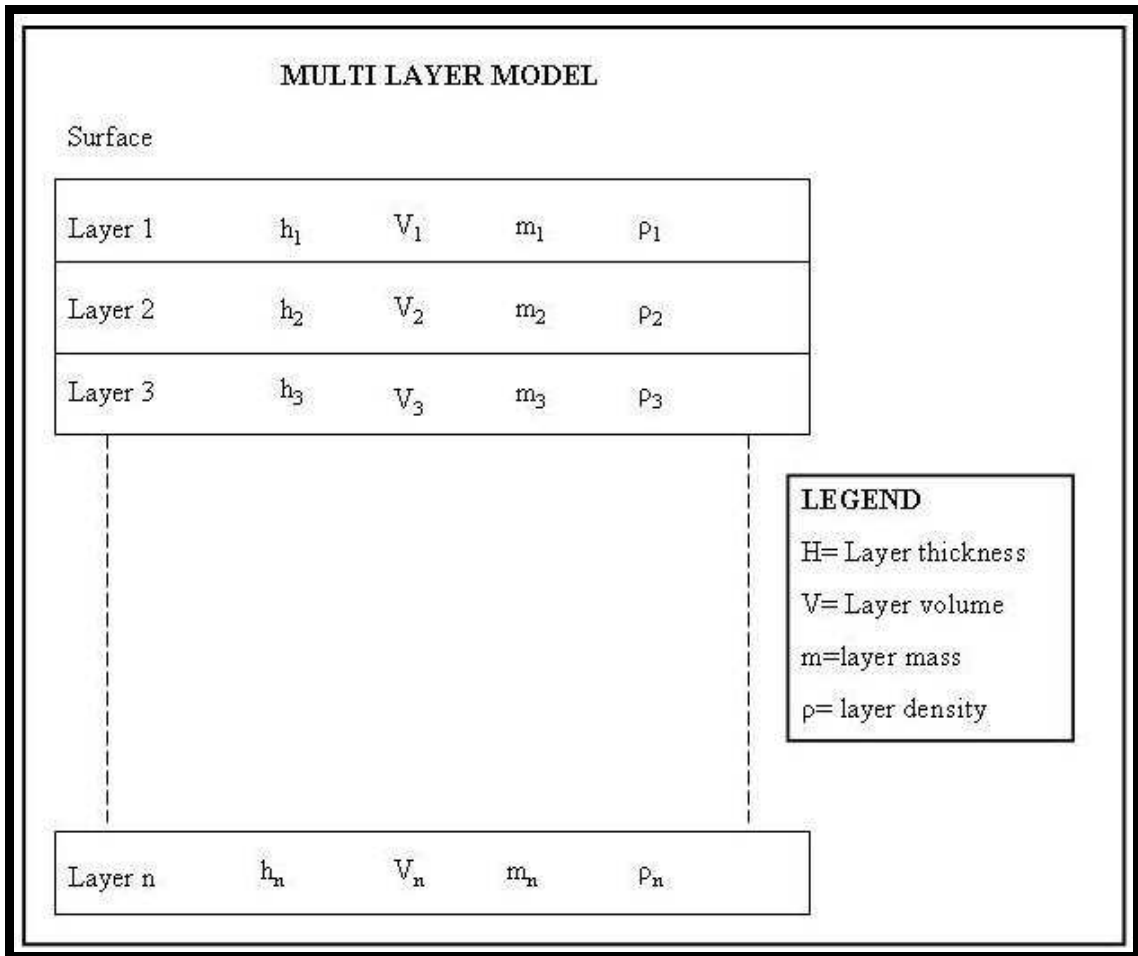 MULTI LAYER MODEL
Surface
Layer 1 h₁ V₁ m₁ ρ₁
Layer 2 h₂ V₂ m₂ ρ₂
Layer 3 h₃ V₃ m₃ ρ₃
LEGEND
H= Layer thickness
V= Layer volume
m=layer mass
ρ= layer density
Layer n hₙ Vₙ mₙ ρₙ